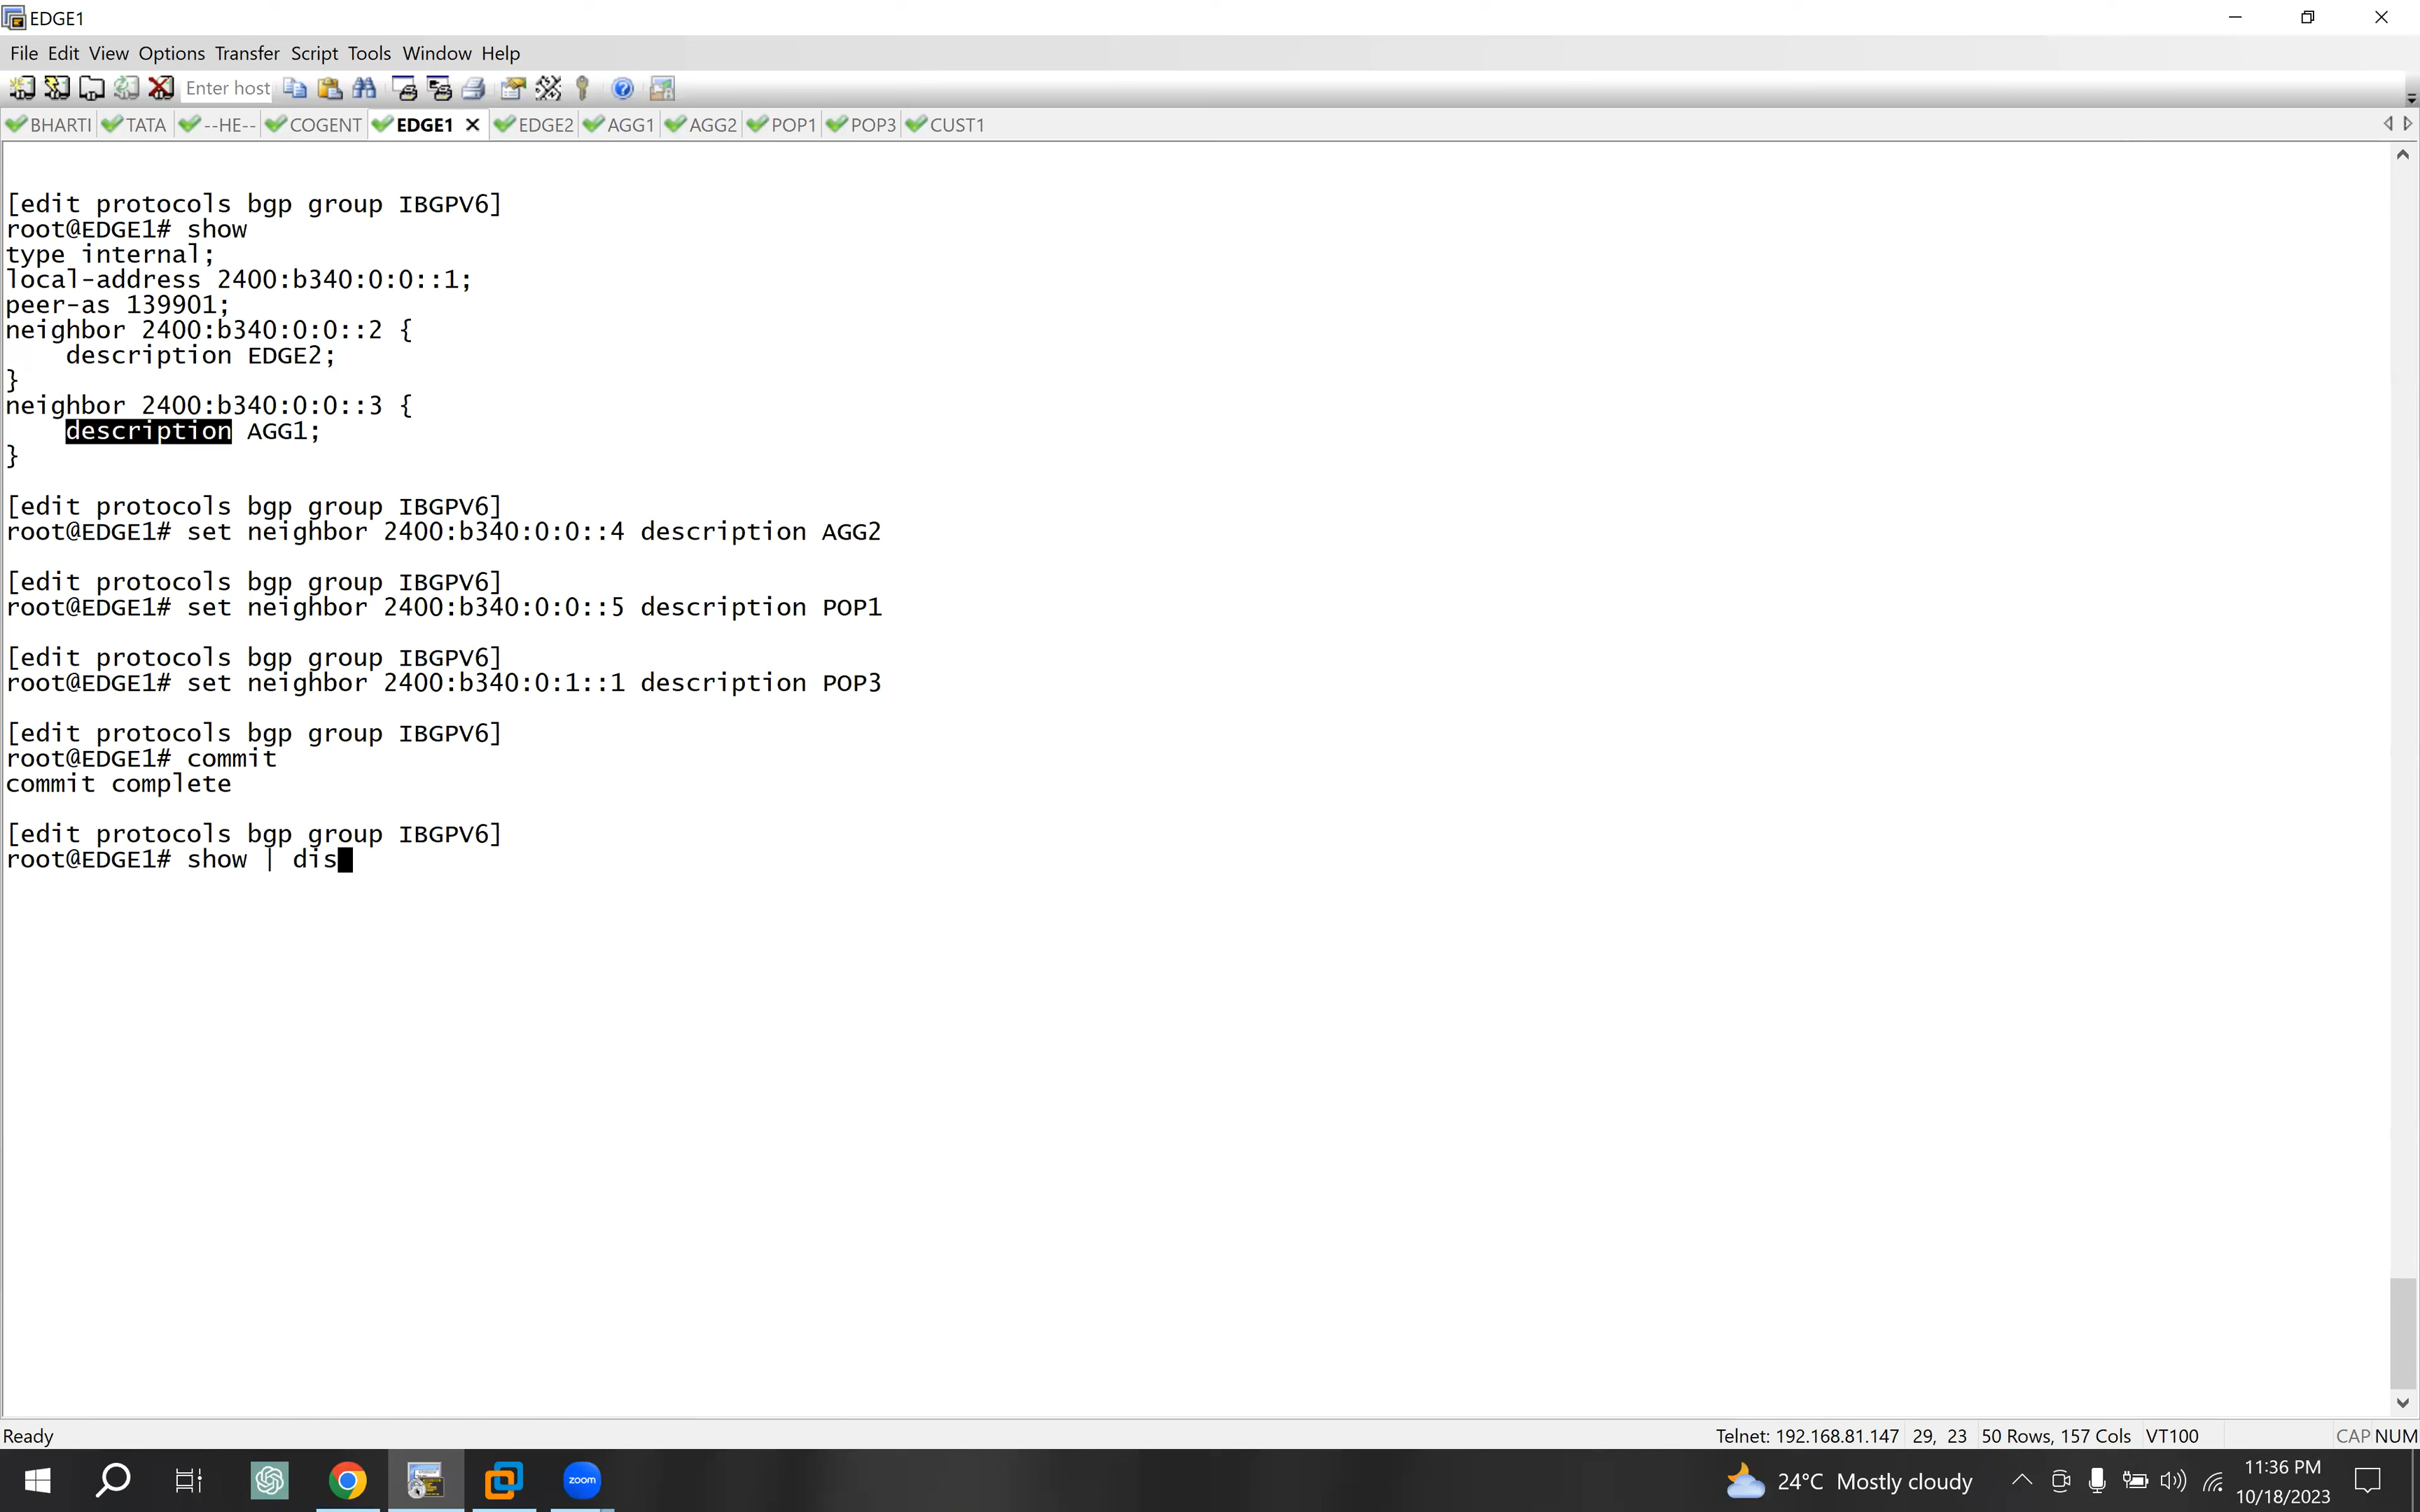 EDGE1
File Edit View Options Transfer Script Tools Window Help
Enter host
BHARTI TATA --HE-- COGENT EDGE1 EDGE2 AGG1 AGG2 POP1 POP3 CUST1
[edit protocols bgp group IBGPV6]
root@EDGE1# show
type internal;
local-address 2400:b340:0:0::1;
peer-as 139901;
neighbor 2400:b340:0:0::2 {
description EDGE2;
}
neighbor 2400:b340:0:0::3 {
description AGG1;
}
[edit protocols bgp group IBGPV6]
root@EDGE1# set neighbor 2400:b340:0:0::4 description AGG2
[edit protocols bgp group IBGPV6]
root@EDGE1# set neighbor 2400:b340:0:0::5 description POP1
[edit protocols bgp group IBGPV6]
root@EDGE1# set neighbor 2400:b340:0:1::1 description POP3
[edit protocols bgp group IBGPV6]
root@EDGE1# commit
commit complete
[edit protocols bgp group IBGPV6]
root@EDGE1# show | dis
Ready Telnet: 192.168.81.147 29, 23 50 Rows, 157 Cols VT100 CAP NUM
zoom 24°C Mostly cloudy 11:36 PM
10/18/2023